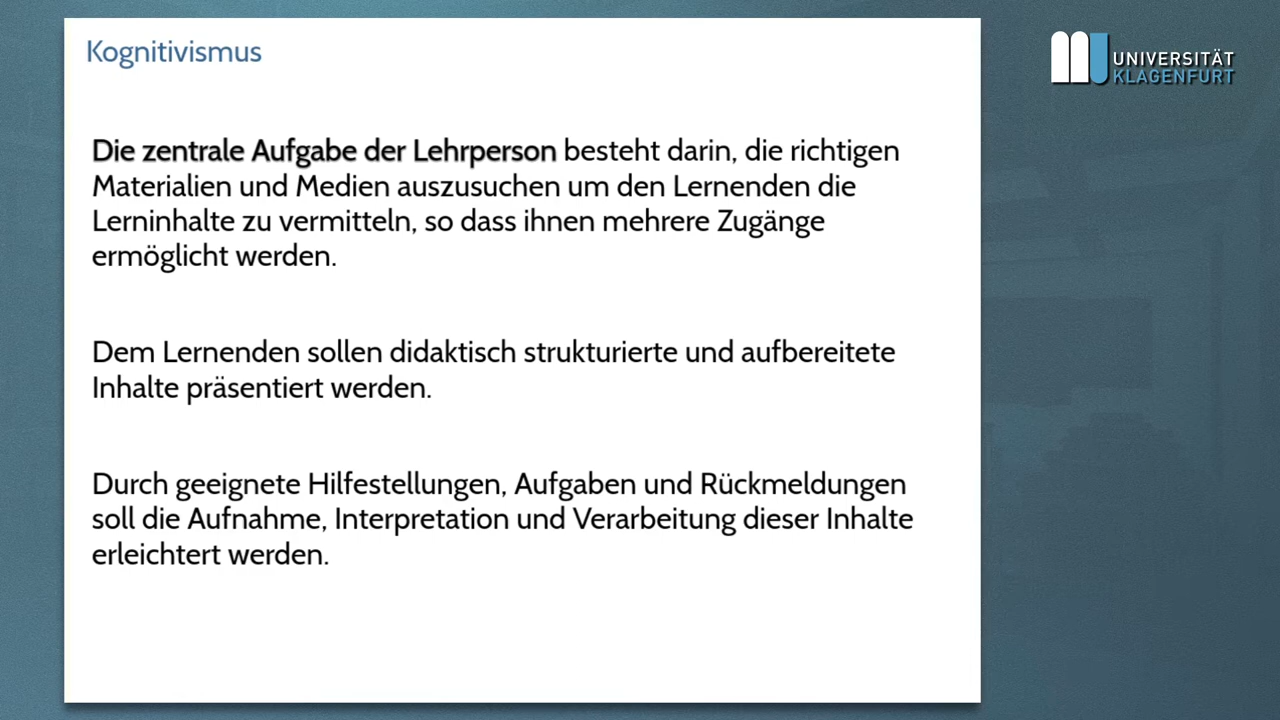 Kognitivismus
UNIVERSITÄT
KLAGENFURT
Die zentrale Aufgabe der Lehrperson besteht darin, die richtigen
Materialien und Medien auszusuchen um den Lernenden die
Lerninhalte zu vermitteln, so dass ihnen mehrere Zugänge
ermöglicht werden.
Dem Lernenden sollen didaktisch strukturierte und aufbereitete
Inhalte präsentiert werden.
Durch geeignete Hilfestellungen, Aufgaben und Rückmeldungen
soll die Aufnahme, Interpretation und Verarbeitung dieser Inhalte
erleichtert werden.